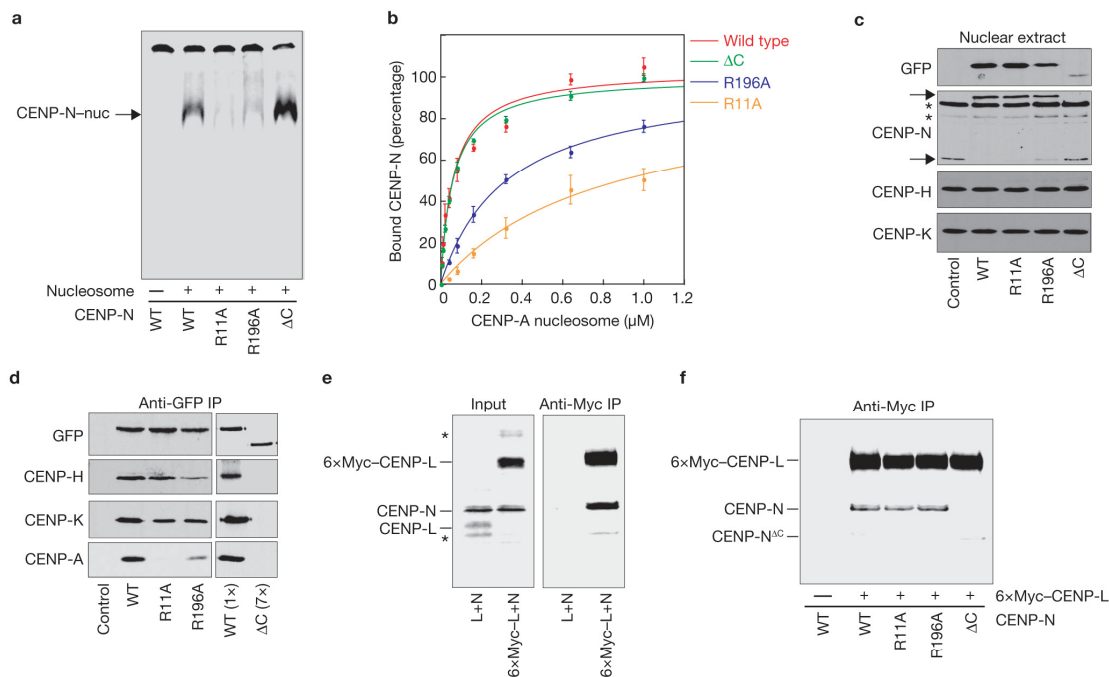 a
CENP-N–nuc
Nucleosome – + + + +
CENP-N WT WT R11A R196A ΔC
b
Wild type
ΔC
R196A
R11A
Bound CENP-N (percentage)
100
80
60
40
20
0
0 0.2 0.4 0.6 0.8 1.0 1.2
CENP-A nucleosome (µM)
c
Nuclear extract
GFP
*
*
CENP-N
CENP-H
CENP-K
Control WT R11A R196A ΔC
d
Anti-GFP IP
GFP
CENP-H
CENP-K
CENP-A
Control WT R11A R196A WT (1×) ΔC (7×)
e
Input Anti-Myc IP
*
6×Myc–CENP-L
CENP-N
CENP-L
*
L+N 6×Myc–L+N L+N 6×Myc–L+N
f
Anti-Myc IP
6×Myc–CENP-L
CENP-N
CENP-N^ΔC
– + + + + 6×Myc–CENP-L
WT WT R11A R196A ΔC CENP-N